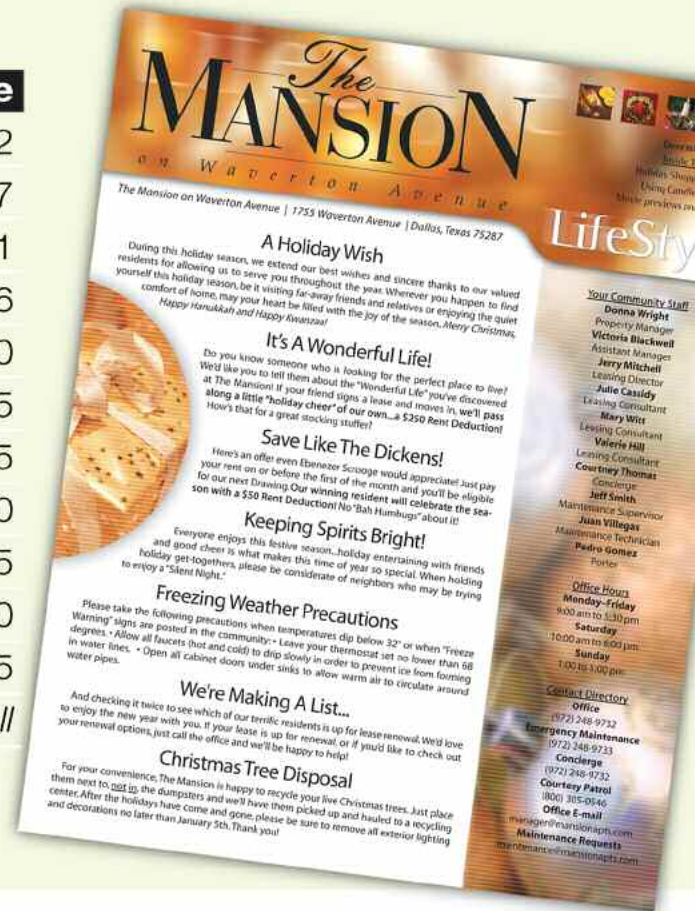 e
2
7
1
6
0
5
5
0
5
0
5
ll
The
MANSION
on Waverton Avenue
The Mansion on Waverton Avenue | 1755 Waverton Avenue | Dallas, Texas 75287
A Holiday Wish
During this holiday season, we extend our best wishes and sincere thanks to our valued
residents for allowing us to serve you throughout the year. Wherever you happen to find
yourself this holiday season, be it visiting far-away friends and relatives or enjoying the quiet
comfort of home, may your heart be filled with the joy of the season. Merry Christmas,
Happy Hanukkah and Happy Kwanzaa!
It's A Wonderful Life!
Do you know someone who is looking for the perfect place to live?
We'd like you to tell them about the "Wonderful Life" you've discovered
at The Mansion! If your friend signs a lease and moves in, we'll pass
along a little "holiday cheer" of our own...a $250 Rent Deduction!
How's that for a great stocking stuffer?
Save Like The Dickens!
Here's an offer even Ebenezer Scrooge would appreciate! Just pay
your rent on or before the first of the month and you'll be eligible
for our next Drawing. Our winning resident will celebrate the sea-
son with a $50 Rent Deduction! No "Bah Humbugs" about it!
Keeping Spirits Bright!
Everyone enjoys this festive season...holiday entertaining with friends
and good cheer is what makes this time of year so special. When holding
holiday get-togethers, please be considerate of neighbors who may be trying
to enjoy a "Silent Night."
Freezing Weather Precautions
Please take the following precautions when temperatures dip below 32° or when "Freeze
Warning" signs are posted in the community: • Leave your thermostat set no lower than 68
degrees. • Allow all faucets (hot and cold) to drip slowly in order to prevent ice from forming
in water lines. • Open all cabinet doors under sinks to allow warm air to circulate around
water pipes.
We're Making A List...
And checking it twice to see which of our terrific residents is up for lease renewal. We'd love
to enjoy the new year with you. If your lease is up for renewal, or if you'd like to check out
your renewal options, just call the office and we'll be happy to help!
Christmas Tree Disposal
For your convenience, The Mansion is happy to recycle your live Christmas trees. Just place
them next to, not in, the dumpsters and we'll have them picked up and hauled to a recycling
center. After the holidays have come and gone, please be sure to remove all exterior lighting
and decorations no later than January 5th. Thank you!
Inside
Holiday
Using
Movie previews
LifeSty
Your Community Staff
Donna Wright
Property Manager
Victoria Blackwell
Assistant Manager
Jerry Mitchell
Leasing Director
Julie Cassidy
Leasing Consultant
Mary Witt
Leasing Consultant
Valerie Hill
Leasing Consultant
Courtney Thomas
Concierge
Jeff Smith
Maintenance Supervisor
Juan Villegas
Maintenance Technician
Pedro Gomez
Porter
Office Hours
Monday–Friday
9:00 am to 5:30 pm
Saturday
10:00 am to 6:00 pm
Sunday
1:00 to 5:00 pm
Contact Directory
Office
(972) 248-9732
Emergency Maintenance
(972) 248-9733
Concierge
(972) 248-9732
Courtesy Patrol
(800) 385-0546
Office E-mail
manager@mansionapts.com
Maintenance Requests
maintenance@mansionapts.com